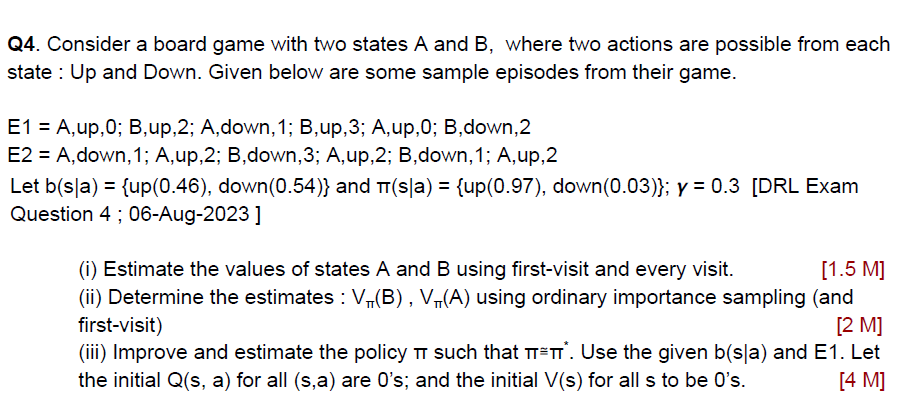 Q4. Consider a board game with two states A and B, where two actions are possible from each
state : Up and Down. Given below are some sample episodes from their game.
E1 = A,up,0; B,up,2; A,down,1; B,up,3; A,up,0; B,down,2
E2 = A,down,1; A,up,2; B,down,3; A,up,2; B,down,1; A,up,2
Let b(s|a) = {up(0.46), down(0.54)} and π(s|a) = {up(0.97), down(0.03)}; γ = 0.3 [DRL Exam
Question 4 ; 06-Aug-2023 ]
(i) Estimate the values of states A and B using first-visit and every visit. [1.5 M]
(ii) Determine the estimates : Vπ(B) , Vπ(A) using ordinary importance sampling (and
first-visit) [2 M]
(iii) Improve and estimate the policy π such that π≅π*. Use the given b(s|a) and E1. Let
the initial Q(s, a) for all (s,a) are 0's; and the initial V(s) for all s to be 0's. [4 M]